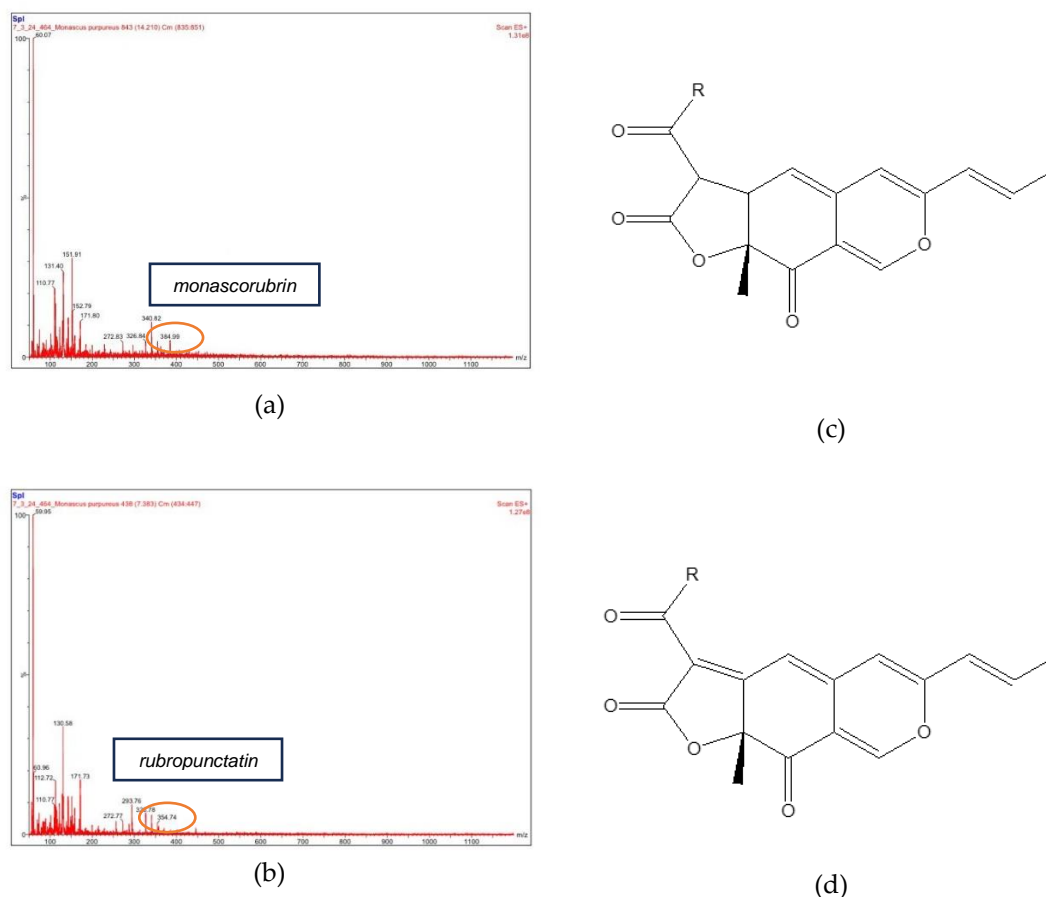 Spl
7_3_24_464_Monascus purpureus 843 (14.210) Cm (835:851)
Scan ES+
1.31e8
100
60.07
%
151.91
131.40
110.77
152.79
171.80
monascorubrin
340.82
272.83
326.84
384.99
0
m/z
100 200 300 400 500 600 700 800 900 1000 1100
(a)
R
O
O
O
O
O
(c)
Spl
7_3_24_464_Monascus purpureus 438 (7.383) Cm (434:447)
Scan ES+
1.27e8
100
59.95
%
130.58
60.96
112.72
171.73
110.77
rubropunctatin
293.76
272.77
354.74
0
m/z
100 200 300 400 500 600 700 800 900 1000 1100
(b)
R
O
O
O
O
O
(d)